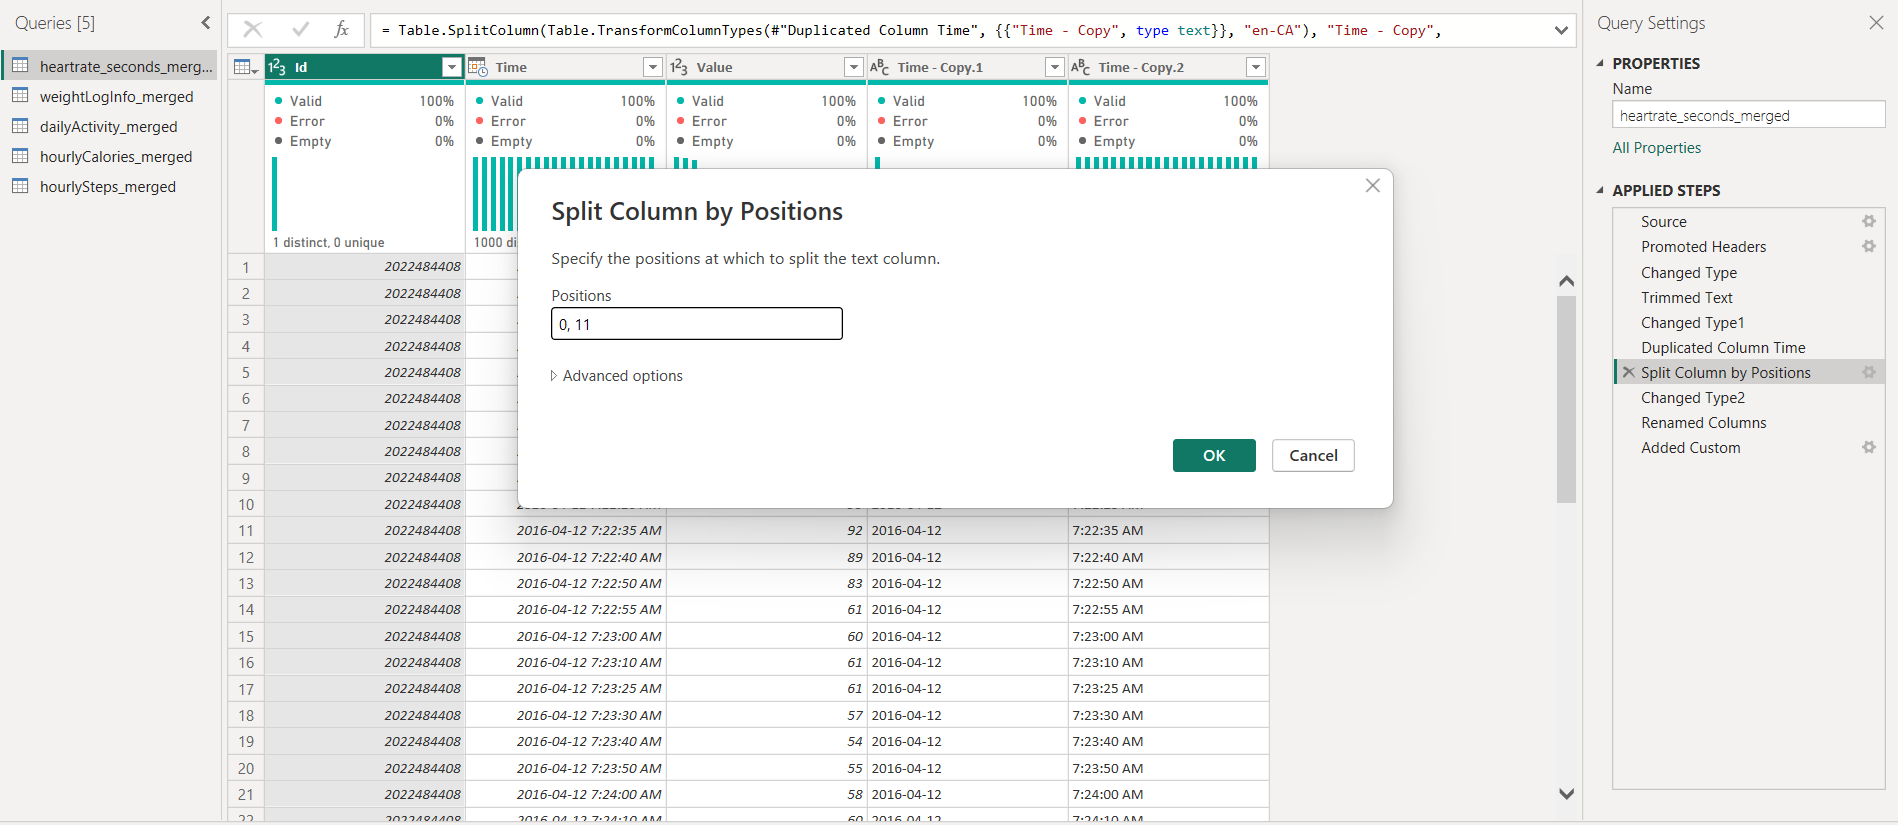 Queries [5]
heartrate_seconds_merg...
weightLogInfo_merged
dailyActivity_merged
hourlyCalories_merged
hourlySteps_merged
fx
= Table.SplitColumn(Table.TransformColumnTypes(#"Duplicated Column Time", {{"Time - Copy", type text}}, "en-CA"), "Time - Copy",
1 2 3 Id Time 1 2 3 Value ABC Time - Copy.1 ABC Time - Copy.2
Valid 100% Valid 100% Valid 100% Valid 100% Valid 100%
Error 0% Error 0% Error 0% Error 0% Error 0%
Empty 0% Empty 0% Empty 0% Empty 0% Empty 0%
1 distinct, 0 unique 1000 di
1 2022484408
2 2022484408
3 2022484408
4 2022484408
5 2022484408
6 2022484408
7 2022484408
8 2022484408
9 2022484408
10 2022484408
11 2022484408 2016-04-12 7:22:35 AM 92 2016-04-12 7:22:35 AM
12 2022484408 2016-04-12 7:22:40 AM 89 2016-04-12 7:22:40 AM
13 2022484408 2016-04-12 7:22:50 AM 83 2016-04-12 7:22:50 AM
14 2022484408 2016-04-12 7:22:55 AM 61 2016-04-12 7:22:55 AM
15 2022484408 2016-04-12 7:23:00 AM 60 2016-04-12 7:23:00 AM
16 2022484408 2016-04-12 7:23:10 AM 61 2016-04-12 7:23:10 AM
17 2022484408 2016-04-12 7:23:25 AM 61 2016-04-12 7:23:25 AM
18 2022484408 2016-04-12 7:23:30 AM 57 2016-04-12 7:23:30 AM
19 2022484408 2016-04-12 7:23:40 AM 54 2016-04-12 7:23:40 AM
20 2022484408 2016-04-12 7:23:50 AM 55 2016-04-12 7:23:50 AM
21 2022484408 2016-04-12 7:24:00 AM 58 2016-04-12 7:24:00 AM
22 2022484408 2016-04-12 7:24:10 AM 60 2016-04-12 7:24:10 AM
Split Column by Positions
Specify the positions at which to split the text column.
Positions
0, 11
Advanced options
OK
Cancel
Query Settings
PROPERTIES
Name
heartrate_seconds_merged
All Properties
APPLIED STEPS
Source
Promoted Headers
Changed Type
Trimmed Text
Changed Type1
Duplicated Column Time
Split Column by Positions
Changed Type2
Renamed Columns
Added Custom